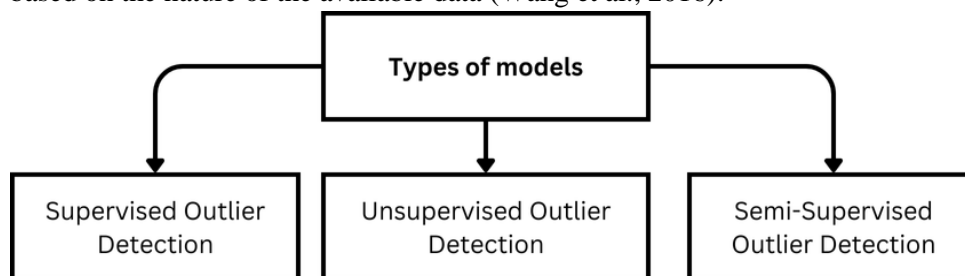 based on the nature of the available data (Wang et al., 2018).
Types of models
Supervised Outlier
Detection
Unsupervised Outlier
Detection
Semi-Supervised
Outlier Detection